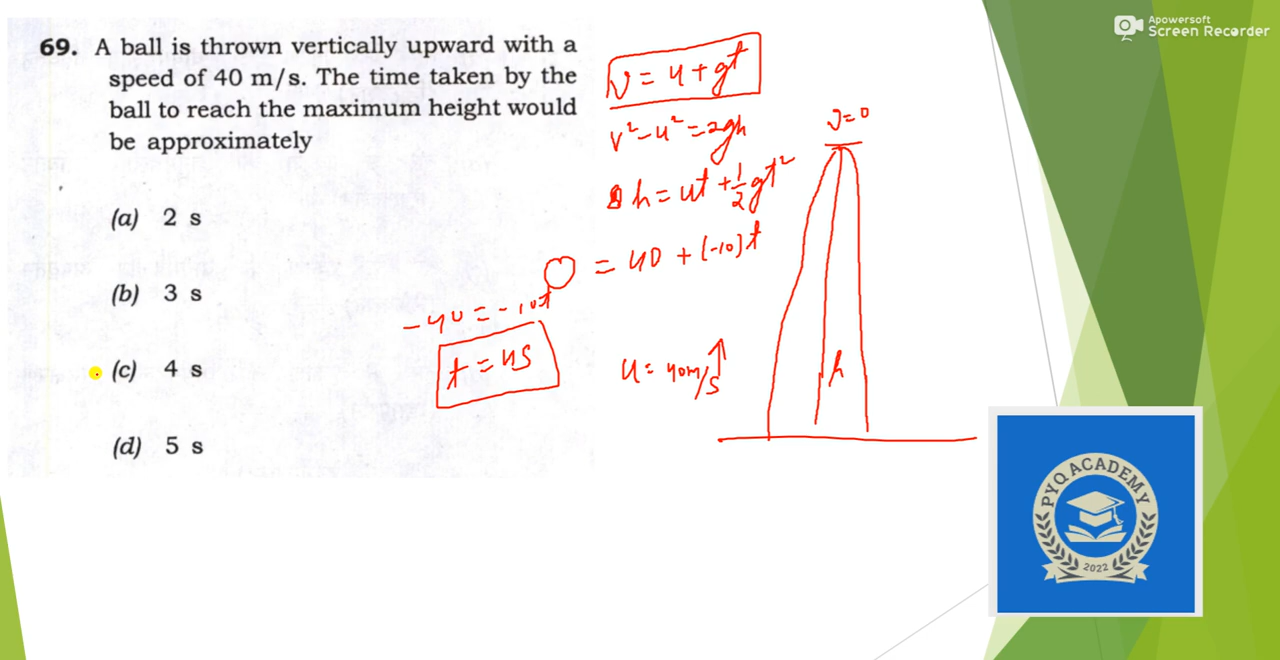 69. A ball is thrown vertically upward with a
speed of 40 m/s. The time taken by the
ball to reach the maximum height would
be approximately
(a) 2 s
(b) 3 s
(c) 4 s
(d) 5 s
v = u + gt
v² - u² = 2gh
h = ut + ½gt²
0 = 40 + (-10)t
-40 = -10t
t = 4s
u = 40m/s
v=0
h
Apowersoft
Screen Recorder
PYQ ACADEMY
2022